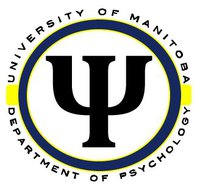 UNIVERSITY OF MANITOBA
Ψ
DEPARTMENT OF PSYCHOLOGY